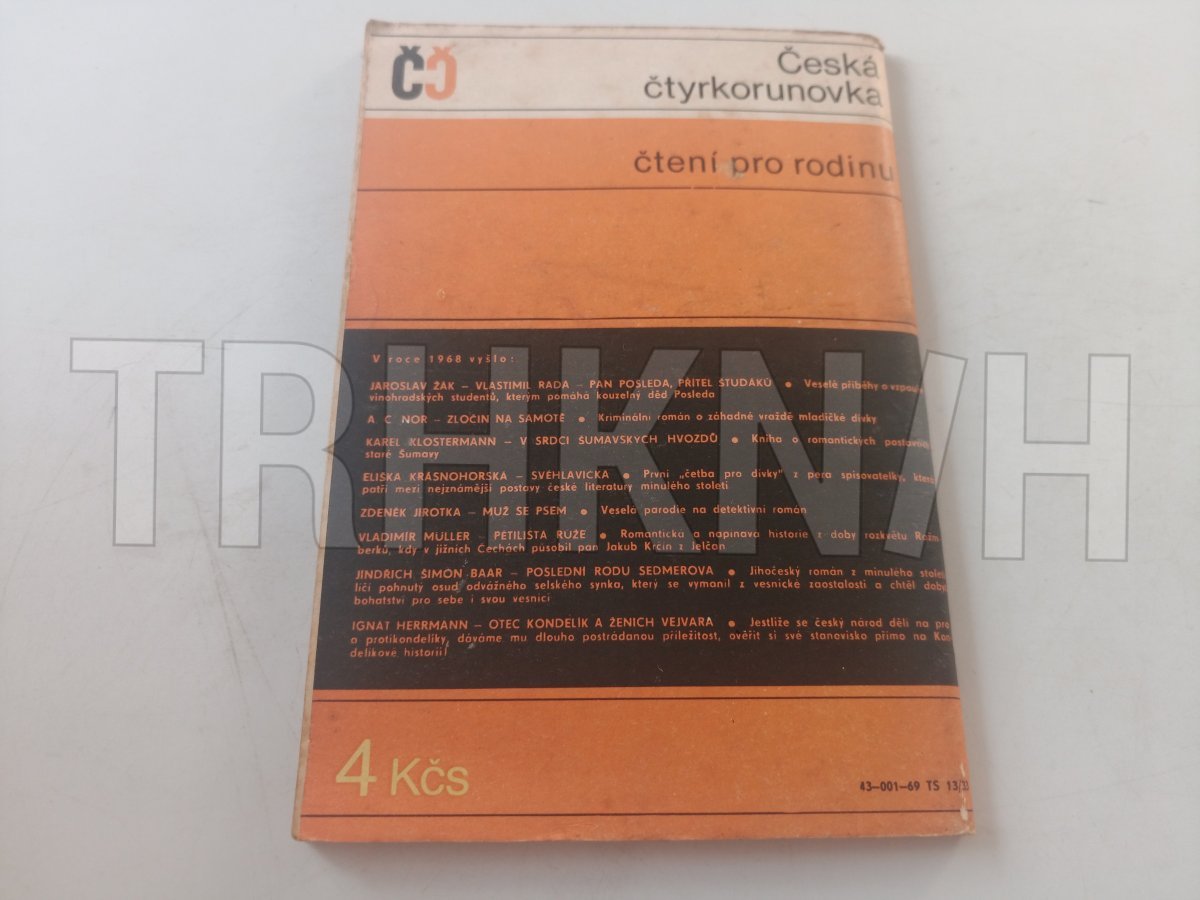 ČČ
Česká
čtyrkorunovka
čtení pro rodinu
V roce 1968 vyšlo:
JAROSLAV ŽÁK – VLASTIMIL RADA – PAN POSLEDA, PŘÍTEL ŠTUDÁKŮ ● Veselé příběhy o
vinohradských studentů, kterým pomáhá kouzelný děd Posleda
A C NOR – ZLOČIN NA SAMOTĚ ● Kriminální román o záhadné vraždě mladičké dívky
KAREL KLOSTERMANN – V SRDCI ŠUMAVSKÝCH HVOZDŮ ● Kniha o romantických
staré Šumavy
ELIŠKA KRÁSNOHORSKÁ – SVÉHLAVIČKA ● První „četba pro dívky" z pera spisovatelky, která
patří mezi nejznámější postavy české literatury minulého století
ZDENĚK JIROTKA – MUŽ SE PSEM ● Veselá parodie na detektivní román
VLADIMÍR MÜLLER – PĚTILISTÁ RŮŽE ● Romantická a napínavá historie z doby rozkvětu Rožm-
berků, kdy v jižních Čechách působil pan Jakub Krčín z Jelčan
JINDŘICH ŠIMON BAAR – POSLEDNÍ RODU SEDMEROVA ● Jihočeský román z minulého století
líčí pohnutý osud odvážného selského synka, který se vymanil z vesnické zaostalosti a chtěl dobýt
bohatství pro sebe i svou vesnici
IGNÁT HERRMANN – OTEC KONDELÍK A ŽENICH VEJVARA ● Jestliže se český národ dělí na pro
a protikondelíky, dáváme mu dlouho postrádanou příležitost, ověřit si své stanovisko přímo na Kon-
delíkově historii!
4 Kčs
43–001–69 TS 13/33
TRHKNIH